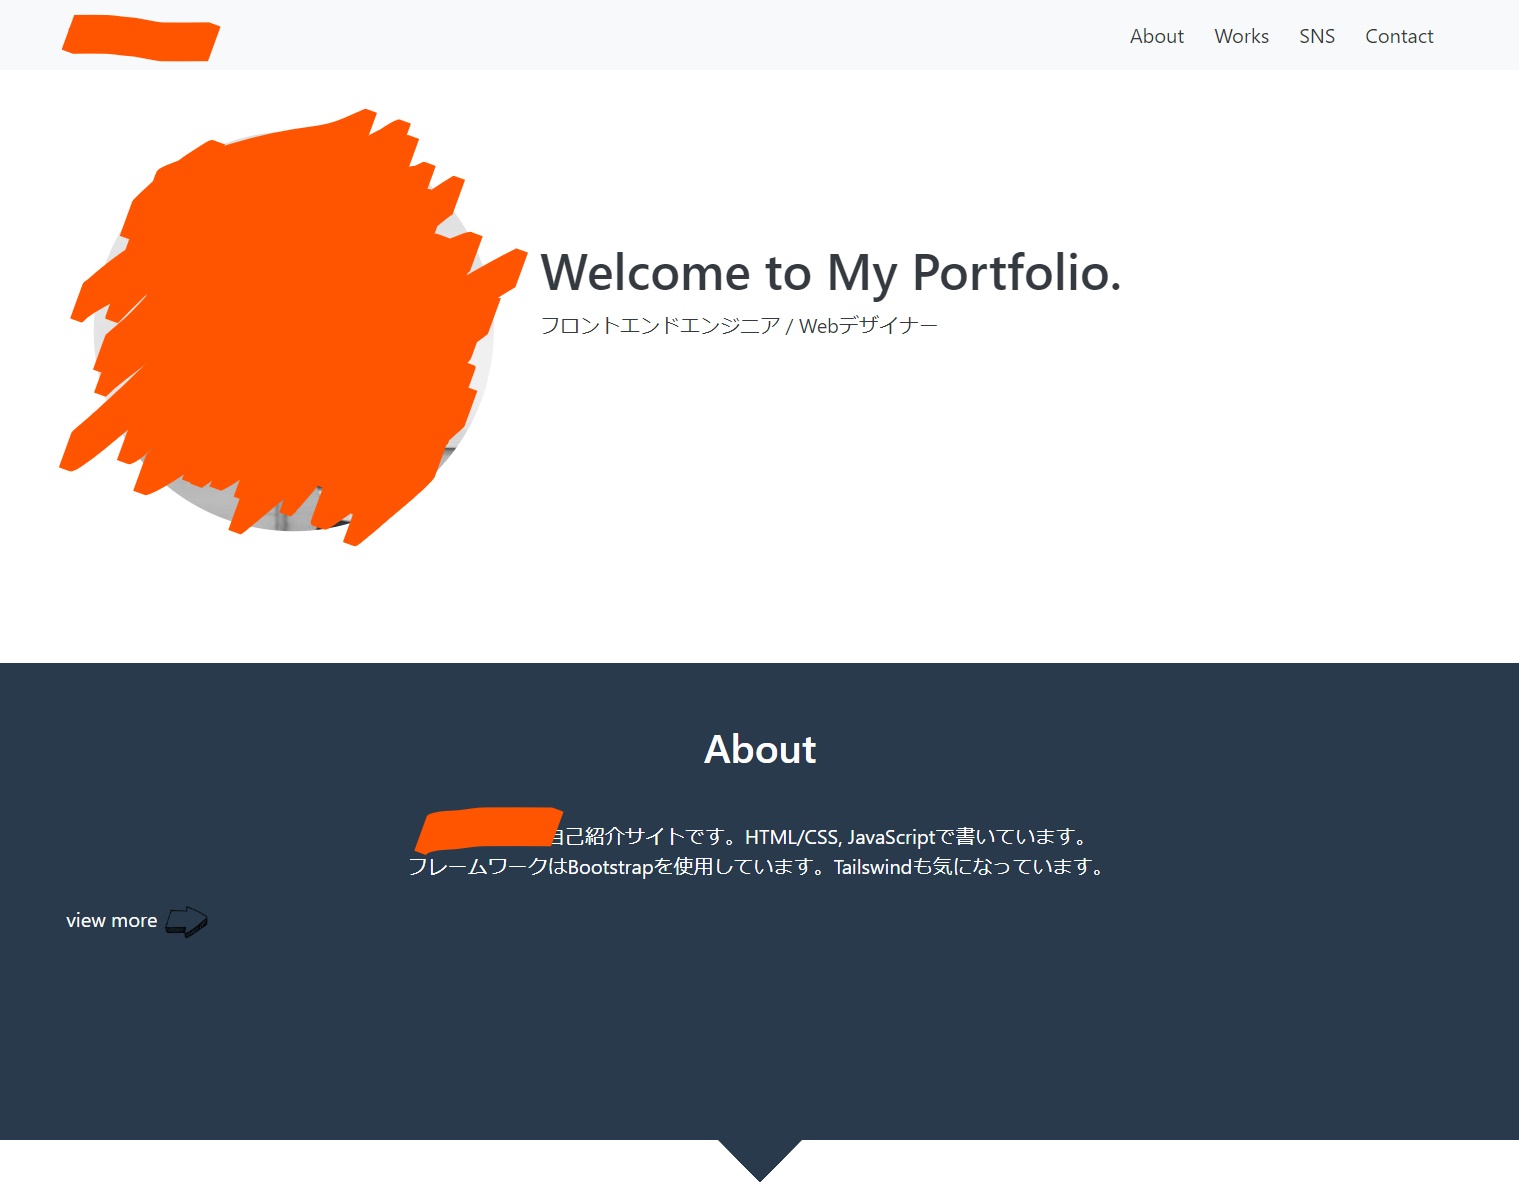 About Works SNS Contact
Welcome to My Portfolio.
フロントエンドエンジニア / Webデザイナー
About
自己紹介サイトです。HTML/CSS, JavaScriptで書いています。
フレームワークはBootstrapを使用しています。Tailswindも気になっています。
view more